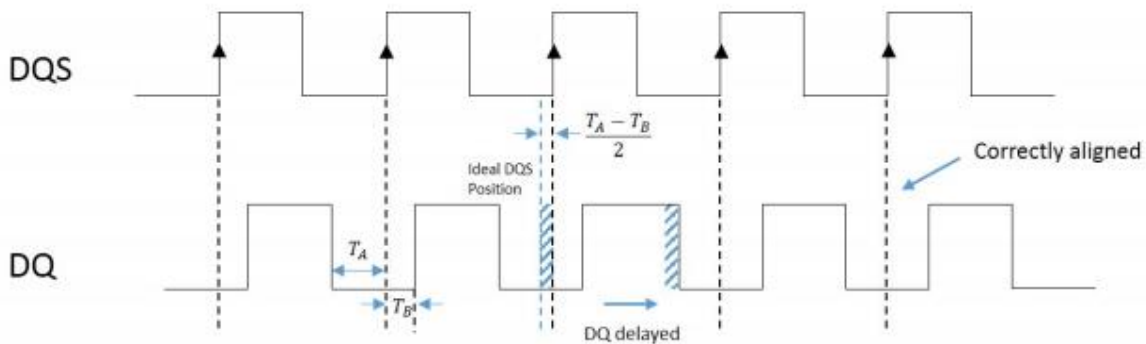 DQS
T_A − T_B
2
Correctly aligned
Ideal DQS
Position
T_A
DQ
T_B
DQ delayed